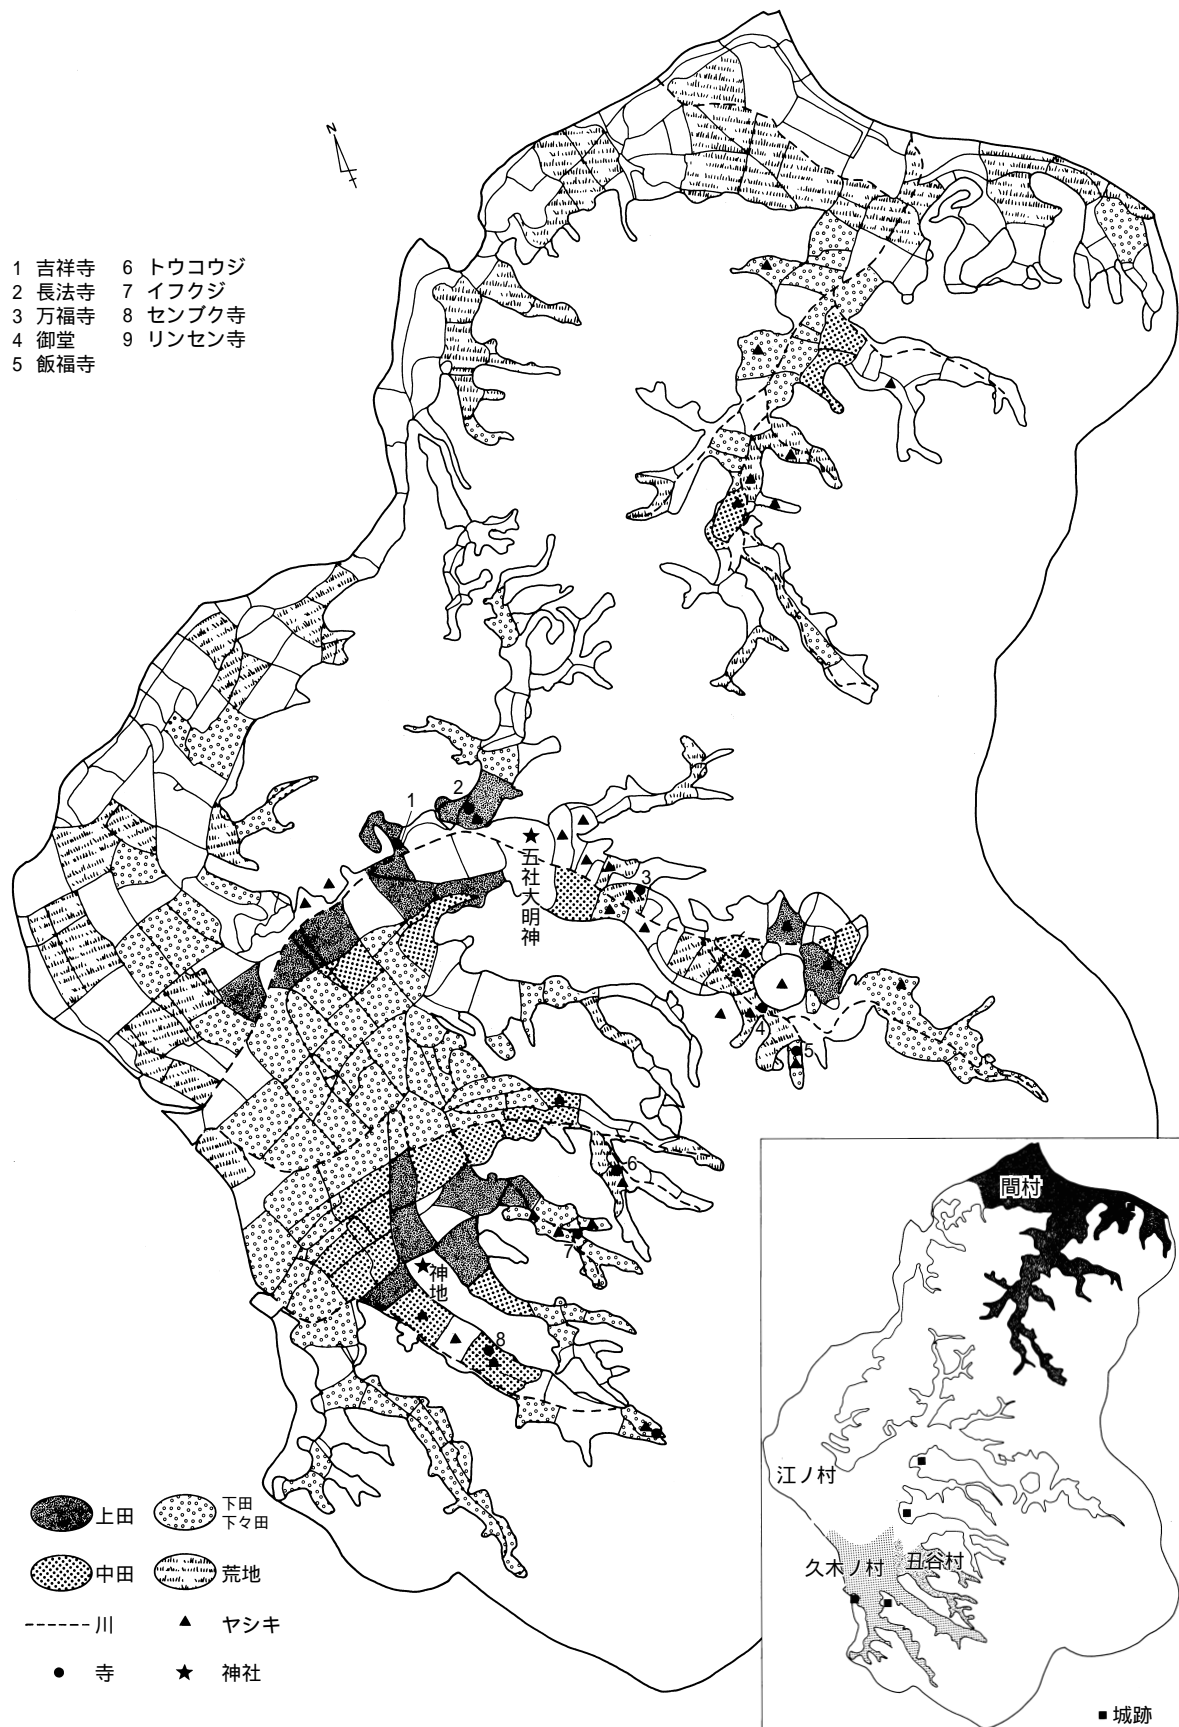 N
1 吉祥寺 6 トウコウジ
2 長法寺 7 イフクジ
3 万福寺 8 センブク寺
4 御堂 9 リンセン寺
5 飯福寺
1
2
五社大明神
3
4
5
6
7
神地
8
上田
下田
下々田
中田
荒地
川
ヤシキ
寺
神社
間村
江ノ村
久木ノ村
丑谷村
城跡